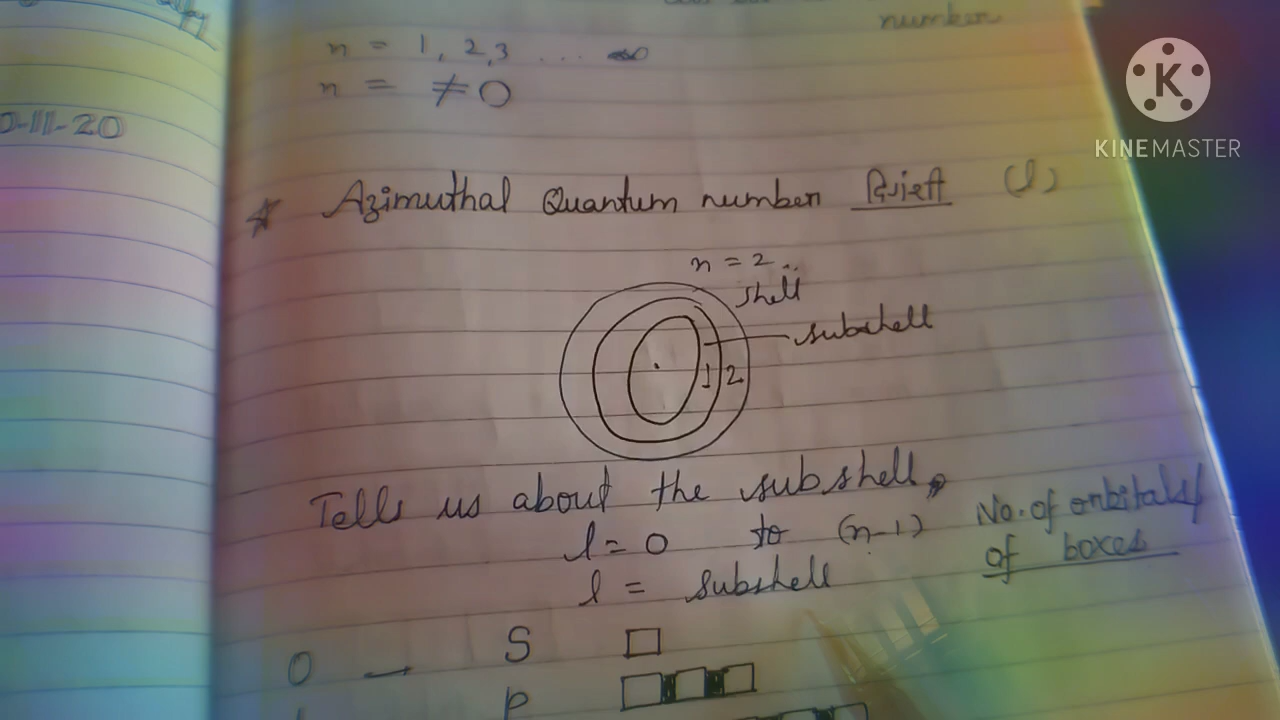 number
n = 1, 2, 3 ... ∞
n = ≠ 0
0-11-20
KINEMASTER
* Azimuthal Quantum number (l)
n = 2
shell
subshell
1 2
Tells us about the subshell,
l = 0 to (n-1)
No. of orbitals/
of boxes
l = subshell
0 — S
p